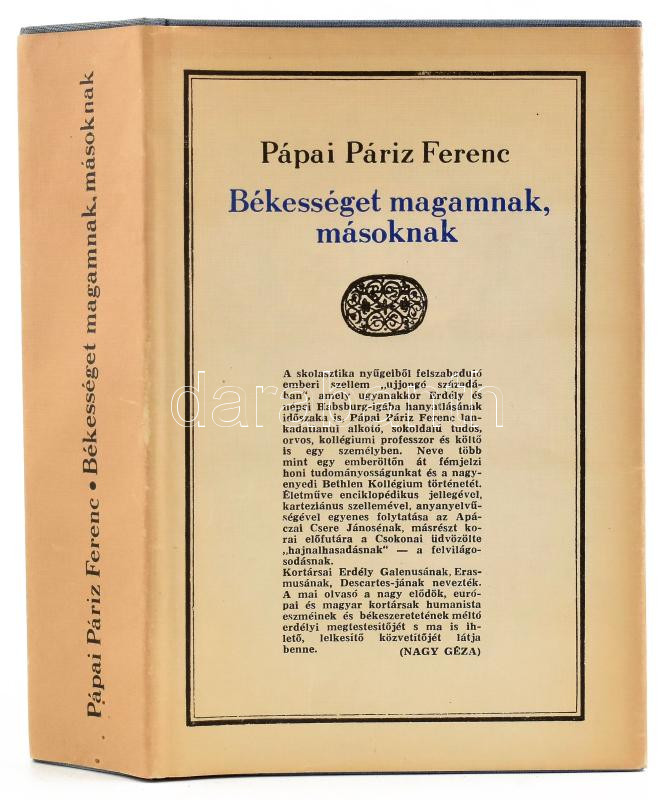 Pápai Páriz Ferenc • Békességet magamnak, másoknak
Pápai Páriz Ferenc
Békességet magamnak,
másoknak
A skolasztika nyűgeiből felszabaduló
emberi szellem „ujjongó századá-
ban", amely ugyanakkor Erdély és
népei Habsburg-igába hanyatlásának
időszaka is, Pápai Páriz Ferenc lan-
kadatlanul alkotó, sokoldalú tudós,
orvos, kollégiumi professzor és költő
is egy személyben. Neve több
mint egy emberöltőn át fémjelzi
honi tudományosságunkat és a nagy-
enyedi Bethlen Kollégium történetét.
Életműve enciklopédikus jellegével,
karteziánus szellemével, anyanyelvű-
ségével egyenes folytatása az Apá-
czai Csere Jánosénak, másrészt ko-
rai előfutára a Csokonai üdvözölte
„hajnalhasadásnak" — a felvilágo-
sodásnak.
Kortársai Erdély Galenusának, Eras-
musának, Descartes-jának nevezték.
A mai olvasó a nagy elődök, euró-
pai és magyar kortársak humanista
eszméinek és békeszeretetének méltó
erdélyi megtestesítőjét s ma is ih-
lető, lelkesítő közvetítőjét látja
benne. (NAGY GÉZA)
darabanth